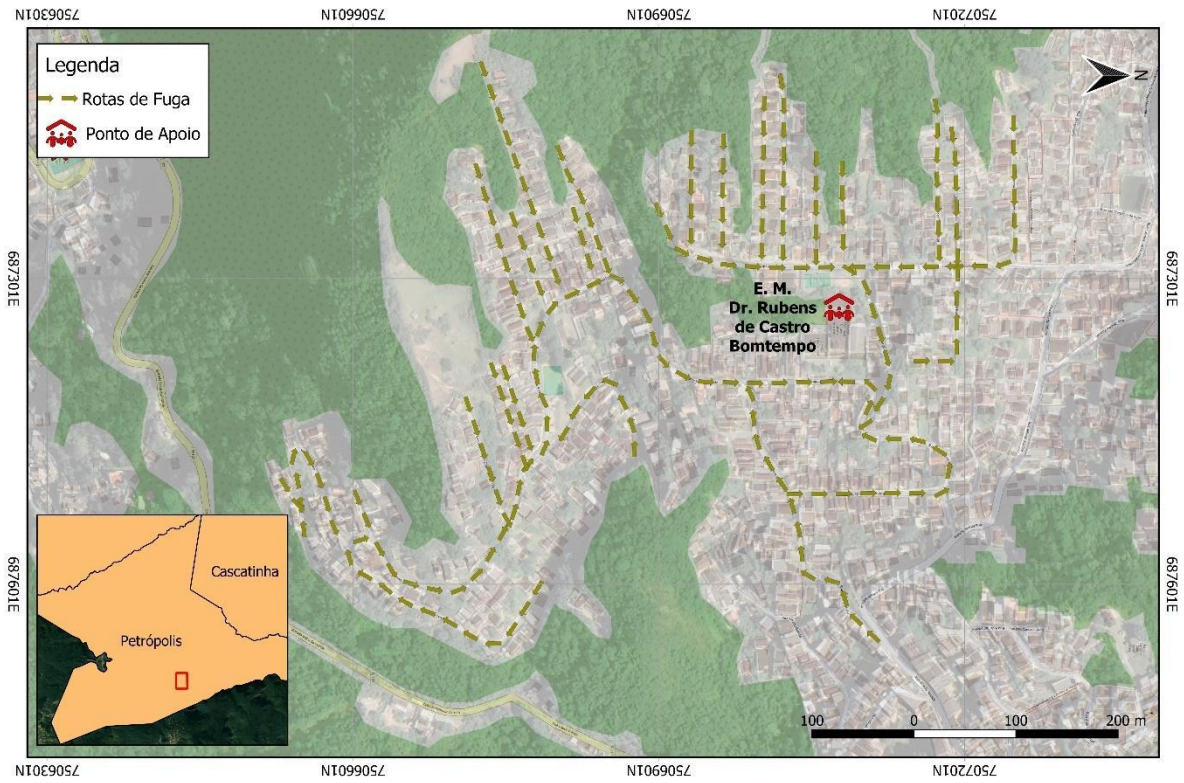 7506301N
7506601N
7506901N
7507201N
Legenda
Rotas de Fuga
Ponto de Apoio
N
687301E
687301E
E. M.
Dr. Rubens
de Castro
Bomtempo
687601E
687601E
Cascatinha
Petrópolis
100 0 100 200 m
7506301N
7506601N
7506901N
7507201N